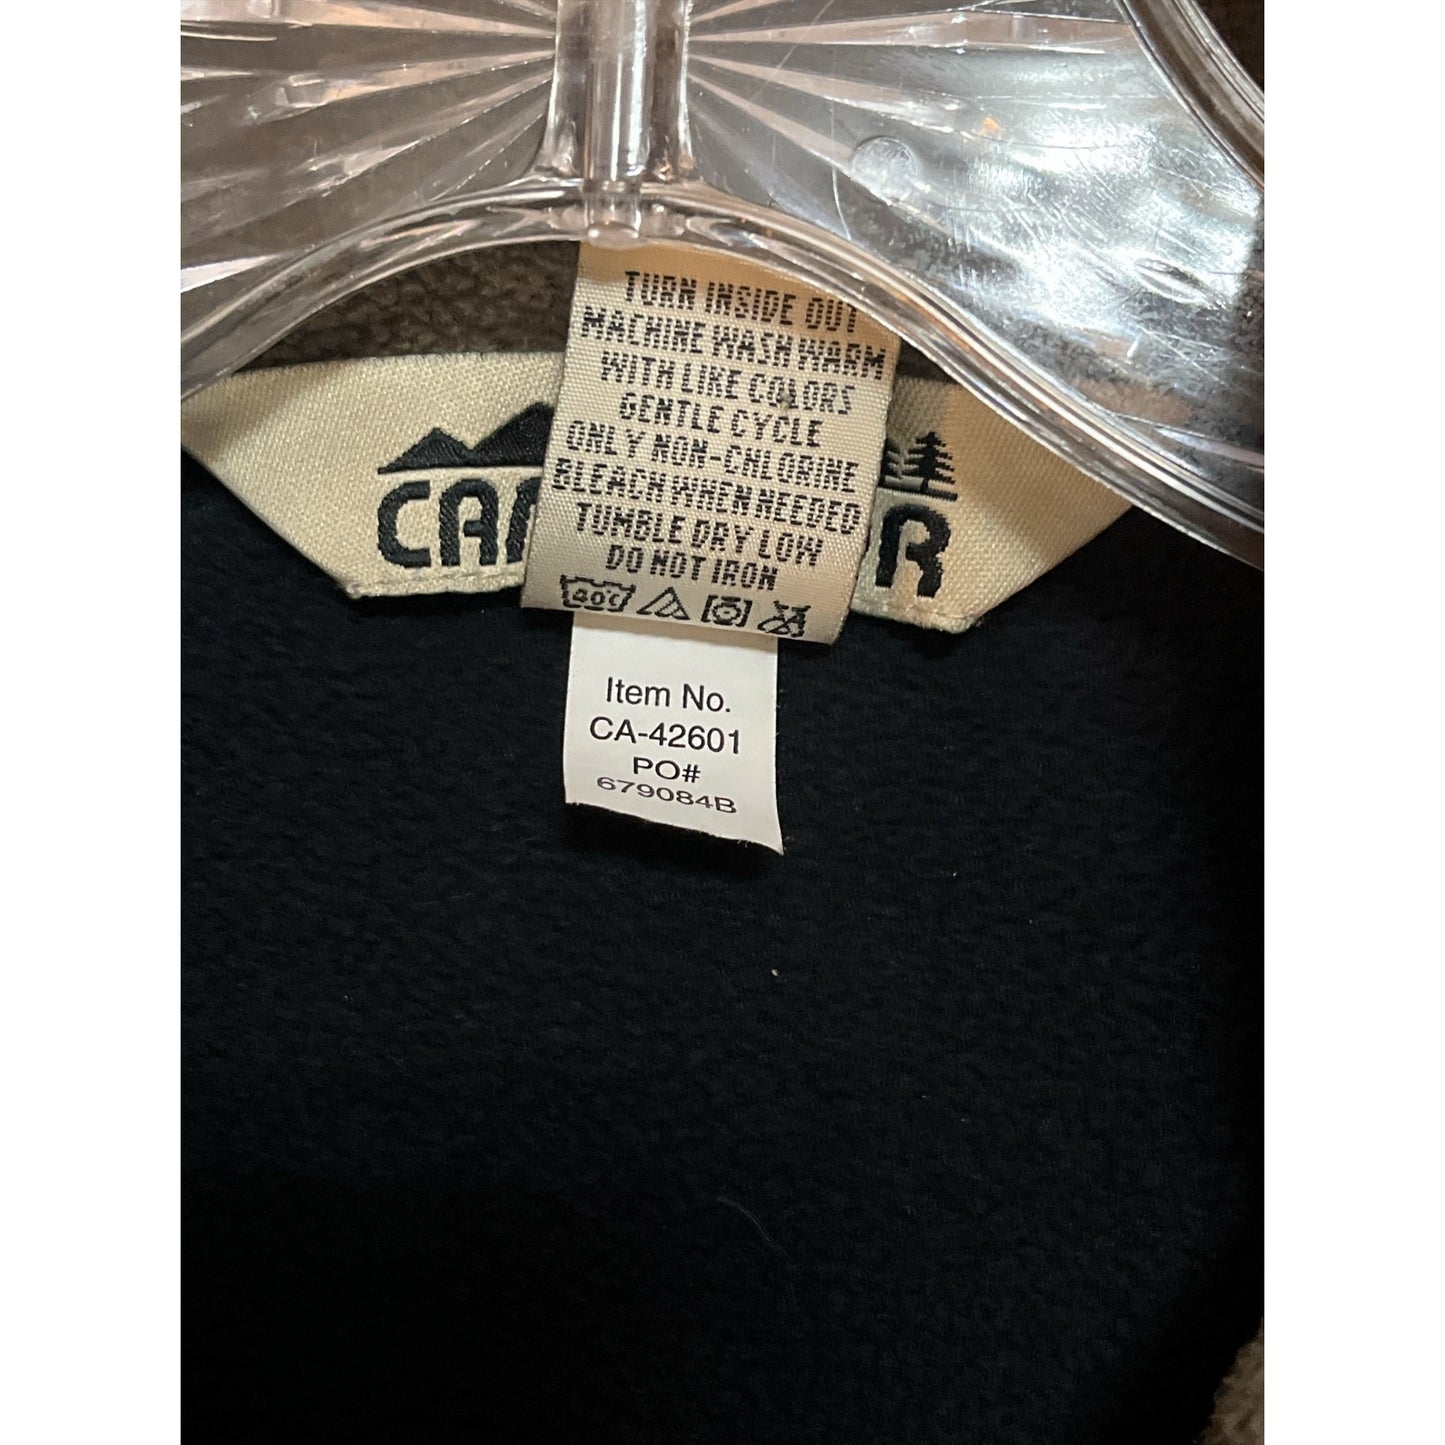 TURN INSIDE OUT
MACHINE WASH WARM
WITH LIKE COLORS
GENTLE CYCLE
ONLY NON-CHLORINE
BLEACH WHEN NEEDED
TUMBLE DRY LOW
DO NOT IRON
40°C
Item No.
CA-42601
PO#
679084B